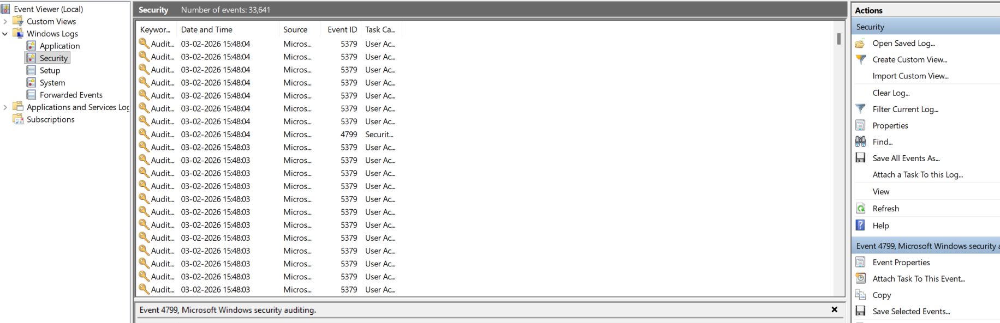 Event Viewer (Local)
Custom Views
Windows Logs
Application
Security
Setup
System
Forwarded Events
Applications and Services Log
Subscriptions
Security Number of events: 33,641
Keywor... Date and Time Source Event ID Task Ca...
Audit... 03-02-2026 15:48:04 Micros... 5379 User Ac...
Audit... 03-02-2026 15:48:04 Micros... 5379 User Ac...
Audit... 03-02-2026 15:48:04 Micros... 5379 User Ac...
Audit... 03-02-2026 15:48:04 Micros... 5379 User Ac...
Audit... 03-02-2026 15:48:04 Micros... 5379 User Ac...
Audit... 03-02-2026 15:48:04 Micros... 5379 User Ac...
Audit... 03-02-2026 15:48:04 Micros... 5379 User Ac...
Audit... 03-02-2026 15:48:04 Micros... 4799 Securit...
Audit... 03-02-2026 15:48:03 Micros... 5379 User Ac...
Audit... 03-02-2026 15:48:03 Micros... 5379 User Ac...
Audit... 03-02-2026 15:48:03 Micros... 5379 User Ac...
Audit... 03-02-2026 15:48:03 Micros... 5379 User Ac...
Audit... 03-02-2026 15:48:03 Micros... 5379 User Ac...
Audit... 03-02-2026 15:48:03 Micros... 5379 User Ac...
Audit... 03-02-2026 15:48:03 Micros... 5379 User Ac...
Audit... 03-02-2026 15:48:03 Micros... 5379 User Ac...
Audit... 03-02-2026 15:48:03 Micros... 5379 User Ac...
Audit... 03-02-2026 15:48:03 Micros... 5379 User Ac...
Audit... 03-02-2026 15:48:03 Micros... 5379 User Ac...
Audit... 03-02-2026 15:48:03 Micros... 5379 User Ac...
Event 4799, Microsoft Windows security auditing.
Actions
Security
Open Saved Log...
Create Custom View...
Import Custom View...
Clear Log...
Filter Current Log...
Properties
Find...
Save All Events As...
Attach a Task To this Log...
View
Refresh
Help
Event 4799, Microsoft Windows security a
Event Properties
Attach Task To This Event...
Copy
Save Selected Events...